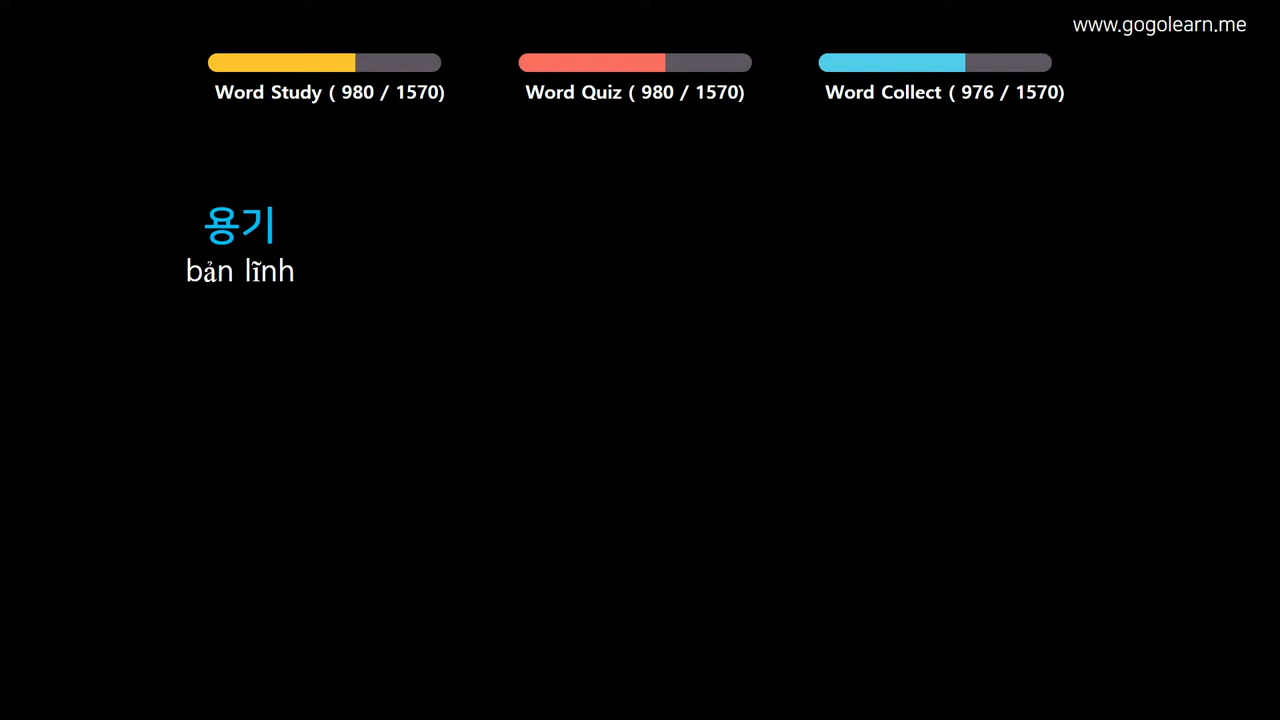 www.gogolearn.me
Word Study ( 980 / 1570)
Word Quiz ( 980 / 1570)
Word Collect ( 976 / 1570)
용기
bản lĩnh